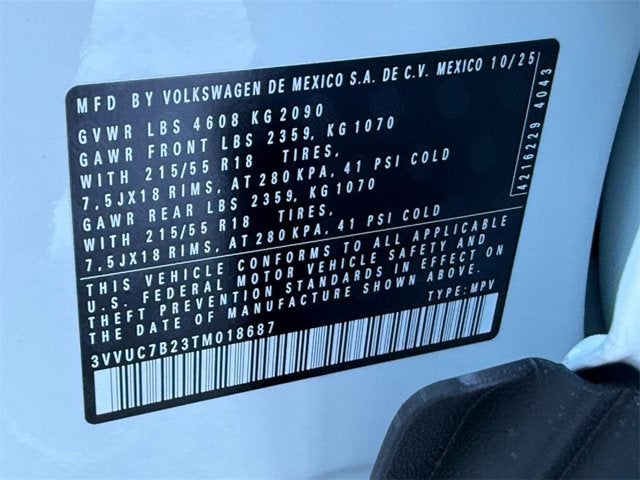 MFD BY VOLKSWAGEN DE MEXICO S.A. DE C.V. MEXICO 10/25
GVWR LBS 4608 KG 2090
GAWR FRONT LBS 2359, KG 1070
WITH 215/55 R18 TIRES,
7,5JX18 RIMS, AT 280 KPA, 41 PSI COLD
GAWR REAR LBS 2359, KG 1070
WITH 215/55 R18 TIRES,
7,5JX18 RIMS, AT 280 KPA, 41 PSI COLD
THIS VEHICLE CONFORMS TO ALL APPLICABLE
U.S. FEDERAL MOTOR VEHICLE SAFETY AND
THEFT PREVENTION STANDARDS IN EFFECT ON
THE DATE OF MANUFACTURE SHOWN ABOVE.
3VVUC7B23TM018687 TYPE: MPV
4216229 4043